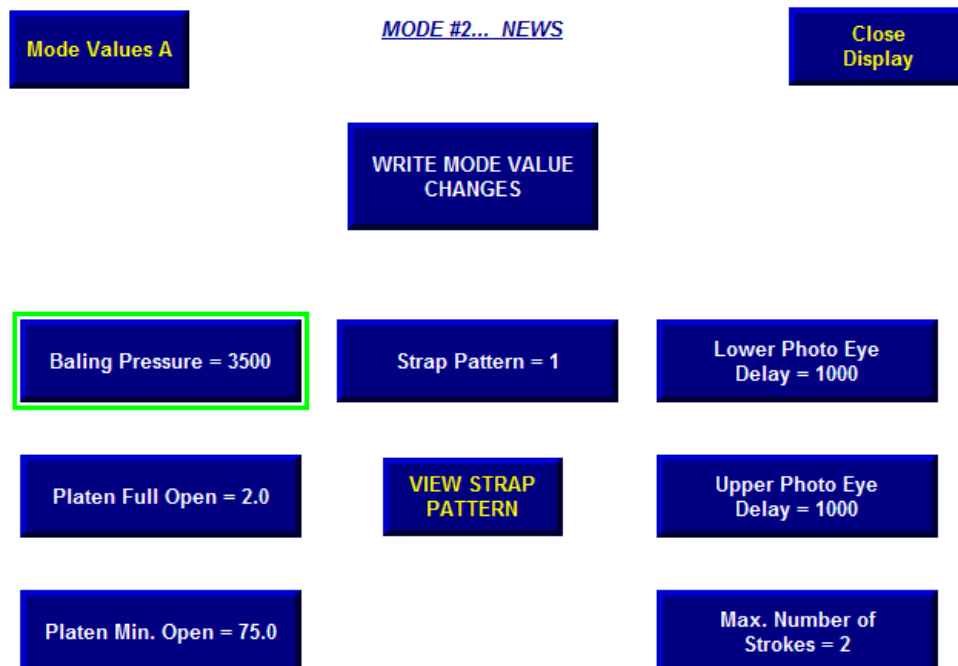 Mode Values A
MODE #2... NEWS
Close
Display
WRITE MODE VALUE
CHANGES
Baling Pressure = 3500
Strap Pattern = 1
Lower Photo Eye
Delay = 1000
Platen Full Open = 2.0
VIEW STRAP
PATTERN
Upper Photo Eye
Delay = 1000
Platen Min. Open = 75.0
Max. Number of
Strokes = 2